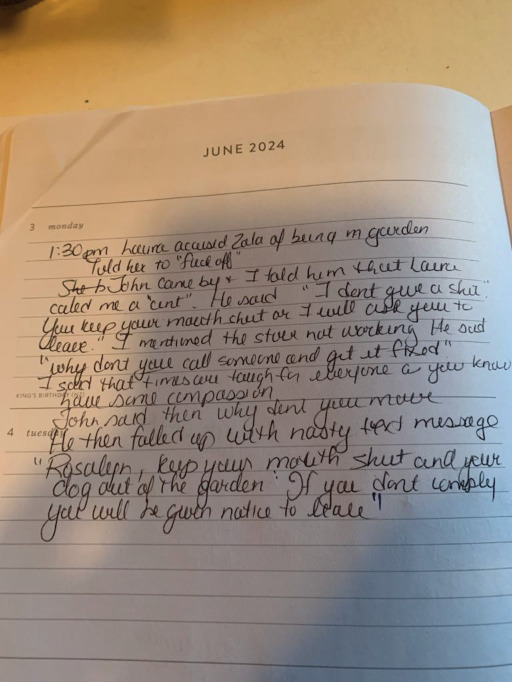 JUNE 2024
3 monday
1:30pm Laura acausd Zala of being in garden
Told her to "fuck off"
She b John came by & I told him that Laura
caled me a "cunt". He said "I dont give a shit"
You keep your mouth shut or I will ask you to
leave." I mentioned the stove not working He said
"why dont you call someone and get it fixed"
I said that times are tough for everyone a you know
KING'S BIRTHDAY
have some compassion
John said then why dont you move
4 tuesday
He then falled up with nasty text message
"Rosalyn, keep your mouth shut and your
dog out of the garden" If you dont comply
you will be given notice to leave"